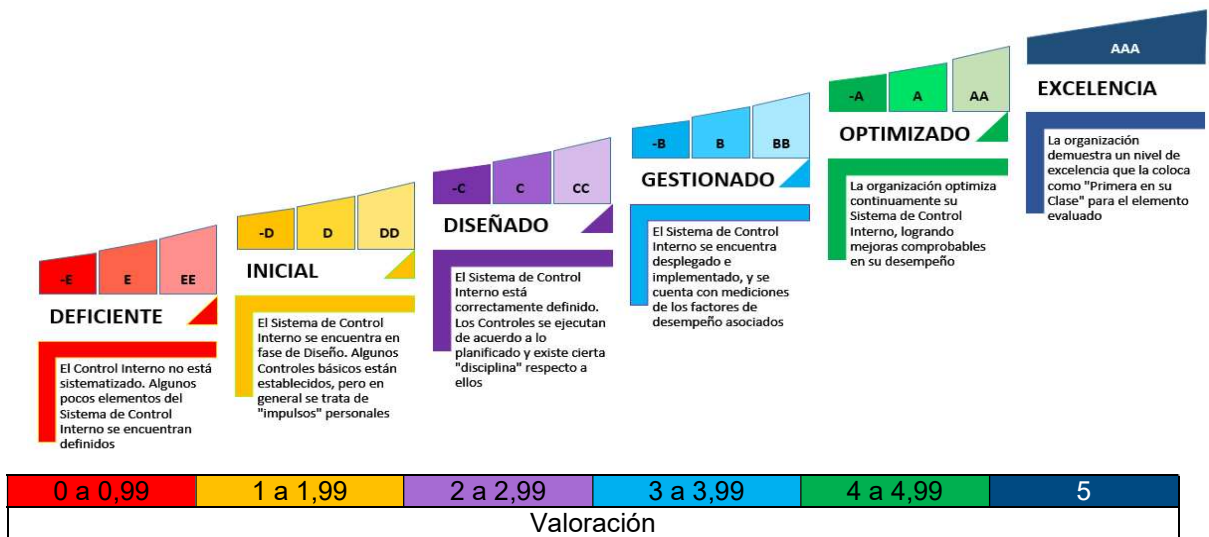 -E E EE
DEFICIENTE
El Control Interno no está
sistematizado. Algunos
pocos elementos del
Sistema de Control
Interno se encuentran
definidos
-D D DD
INICIAL
El Sistema de Control
Interno se encuentra en
fase de Diseño. Algunos
Controles básicos están
establecidos, pero en
general se trata de
"impulsos" personales
-C C CC
DISEÑADO
El Sistema de Control
Interno está
correctamente definido.
Los Controles se ejecutan
de acuerdo a lo
planificado y existe cierta
"disciplina" respecto a
ellos
-B B BB
GESTIONADO
El Sistema de Control
Interno se encuentra
desplegado e
implementado, y se
cuenta con mediciones
de los factores de
desempeño asociados
-A A AA
OPTIMIZADO
La organización optimiza
continuamente su
Sistema de Control
Interno, logrando
mejoras comprobables
en su desempeño
AAA
EXCELENCIA
La organización
demuestra un nivel de
excelencia que la coloca
como "Primera en su
Clase" para el elemento
evaluado
0 a 0,99 1 a 1,99 2 a 2,99 3 a 3,99 4 a 4,99 5
Valoración